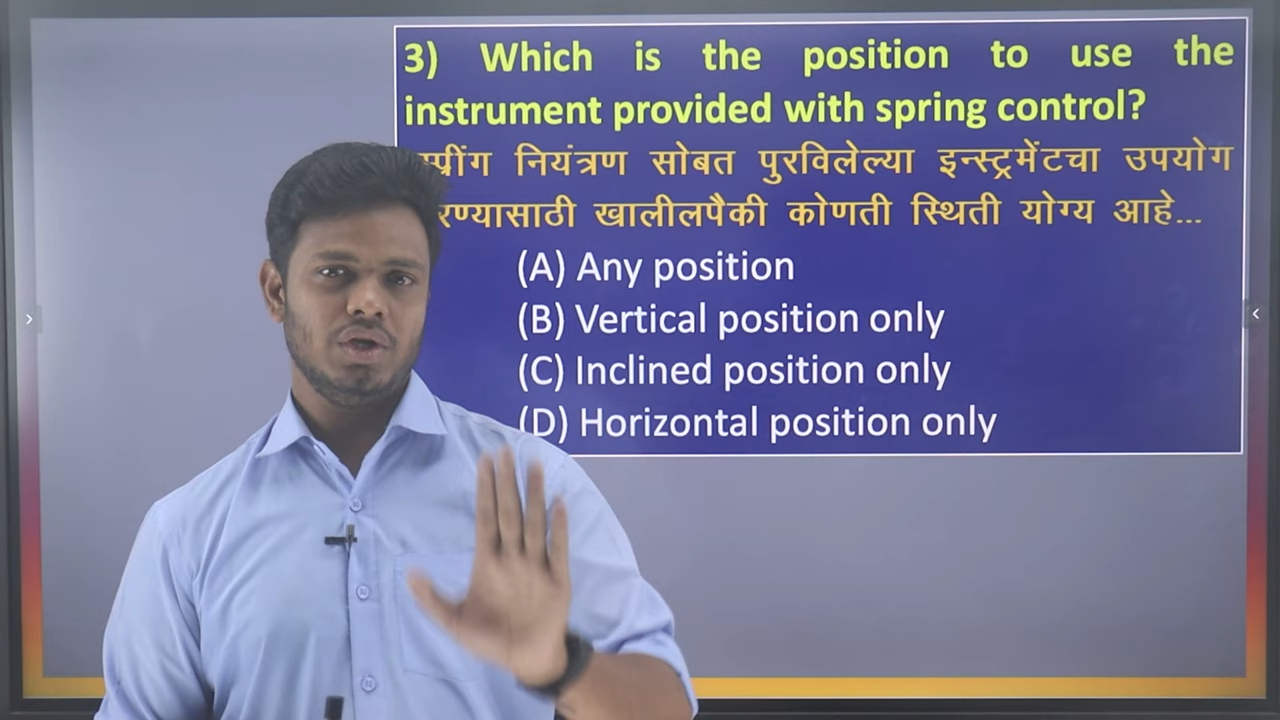 3) Which is the position to use the
instrument provided with spring control?
नियंत्रण सोबत पुरविलेल्या इन्स्ट्रमेंटचा उपयोग
खालीलपैकी कोणती स्थिती योग्य आहे...
(A) Any position
(B) Vertical position only
(C) Inclined position only
(D) Horizontal position only